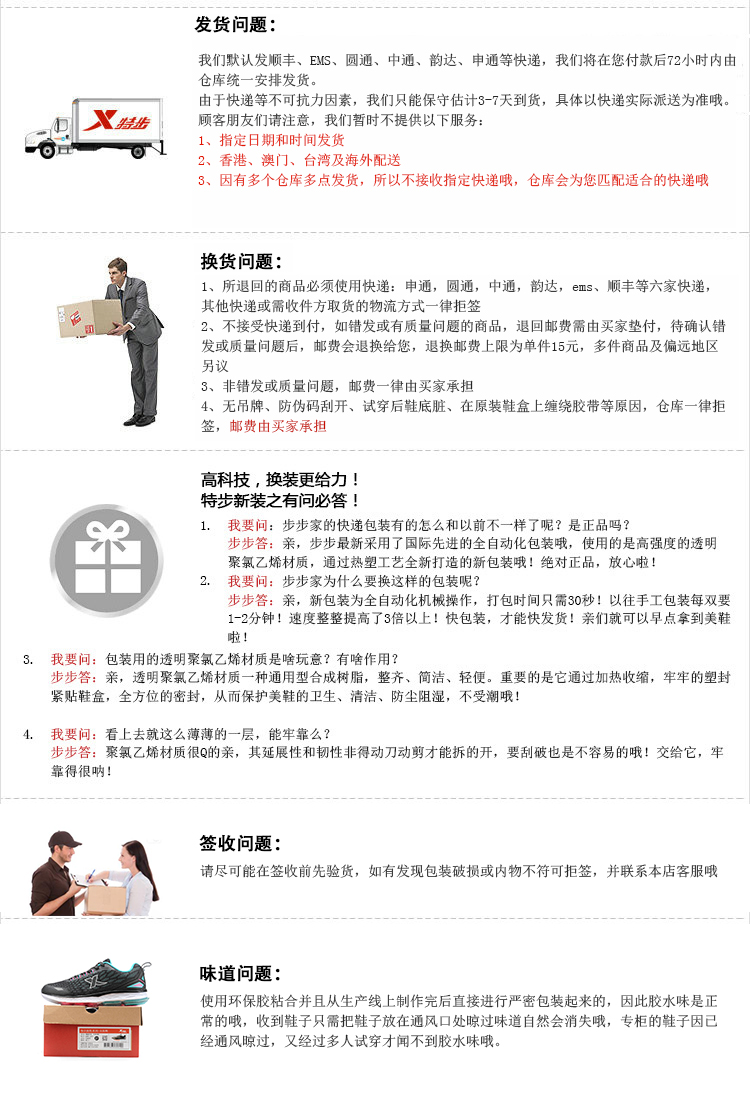 发货问题：
我们默认发顺丰、EMS、圆通、中通、韵达、申通等快递，我们将在您付款后72小时内由
仓库统一安排发货。
由于快递等不可抗力因素，我们只能保守估计3-7天到货，具体以快递实际派送为准哦。
顾客朋友们请注意，我们暂时不提供以下服务：
1、指定日期和时间发货
2、香港、澳门、台湾及海外配送
3、因有多个仓库多点发货，所以不接收指定快递哦，仓库会为您匹配适合的快递哦
特步
换货问题：
1、所退回的商品必须使用快递：申通，圆通，中通，韵达，ems、顺丰等六家快递，
其他快递或需收件方取货的物流方式一律拒签
2、不接受快递到付，如错发或有质量问题的商品，退回邮费需由买家垫付，待确认错
发或质量问题后，邮费会退换给您，退换邮费上限为单件15元，多件商品及偏远地区
另议
3、非错发或质量问题，邮费一律由买家承担
4、无吊牌、防伪码刮开、试穿后鞋底脏、在原装鞋盒上缠绕胶带等原因，仓库一律拒
签，邮费由买家承担
高科技，换装更给力！
特步新装之有问必答！
1. 我要问：步步家的快递包装有的怎么和以前不一样了呢？是正品吗？
步步答：亲，步步最新采用了国际先进的全自动化包装哦，使用的是高强度的透明
聚氯乙烯材质，通过热塑工艺全新打造的新包装哦！绝对正品，放心啦！
2. 我要问：步步家为什么要换这样的包装呢？
步步答：亲，新包装为全自动化机械操作，打包时间只需30秒！以往手工包装每双要
1-2分钟！速度整整提高了3倍以上！快包装，才能快发货！亲们就可以早点拿到美鞋
啦！
3. 我要问：包装用的透明聚氯乙烯材质是啥玩意？有啥作用？
步步答：亲，透明聚氯乙烯材质一种通用型合成树脂，整齐、简洁、轻便。重要的是它通过加热收缩，牢牢的塑封
紧贴鞋盒，全方位的密封，从而保护美鞋的卫生、清洁、防尘阻湿，不受潮哦！
4. 我要问：看上去就这么薄薄的一层，能牢靠么？
步步答：聚氯乙烯材质很Q的亲，其延展性和韧性非得动刀动剪才能拆的开，要刮破也是不容易的哦！交给它，牢
靠得很呐！
签收问题：
请尽可能在签收前先验货，如有发现包装破损或内物不符可拒签，并联系本店客服哦
味道问题：
使用环保胶粘合并且从生产线上制作完后直接进行严密包装起来的，因此胶水味是正
常的哦，收到鞋子只需把鞋子放在通风口处晾过味道自然会消失哦，专柜的鞋子因已
经通风晾过，又经过多人试穿才闻不到胶水味哦。